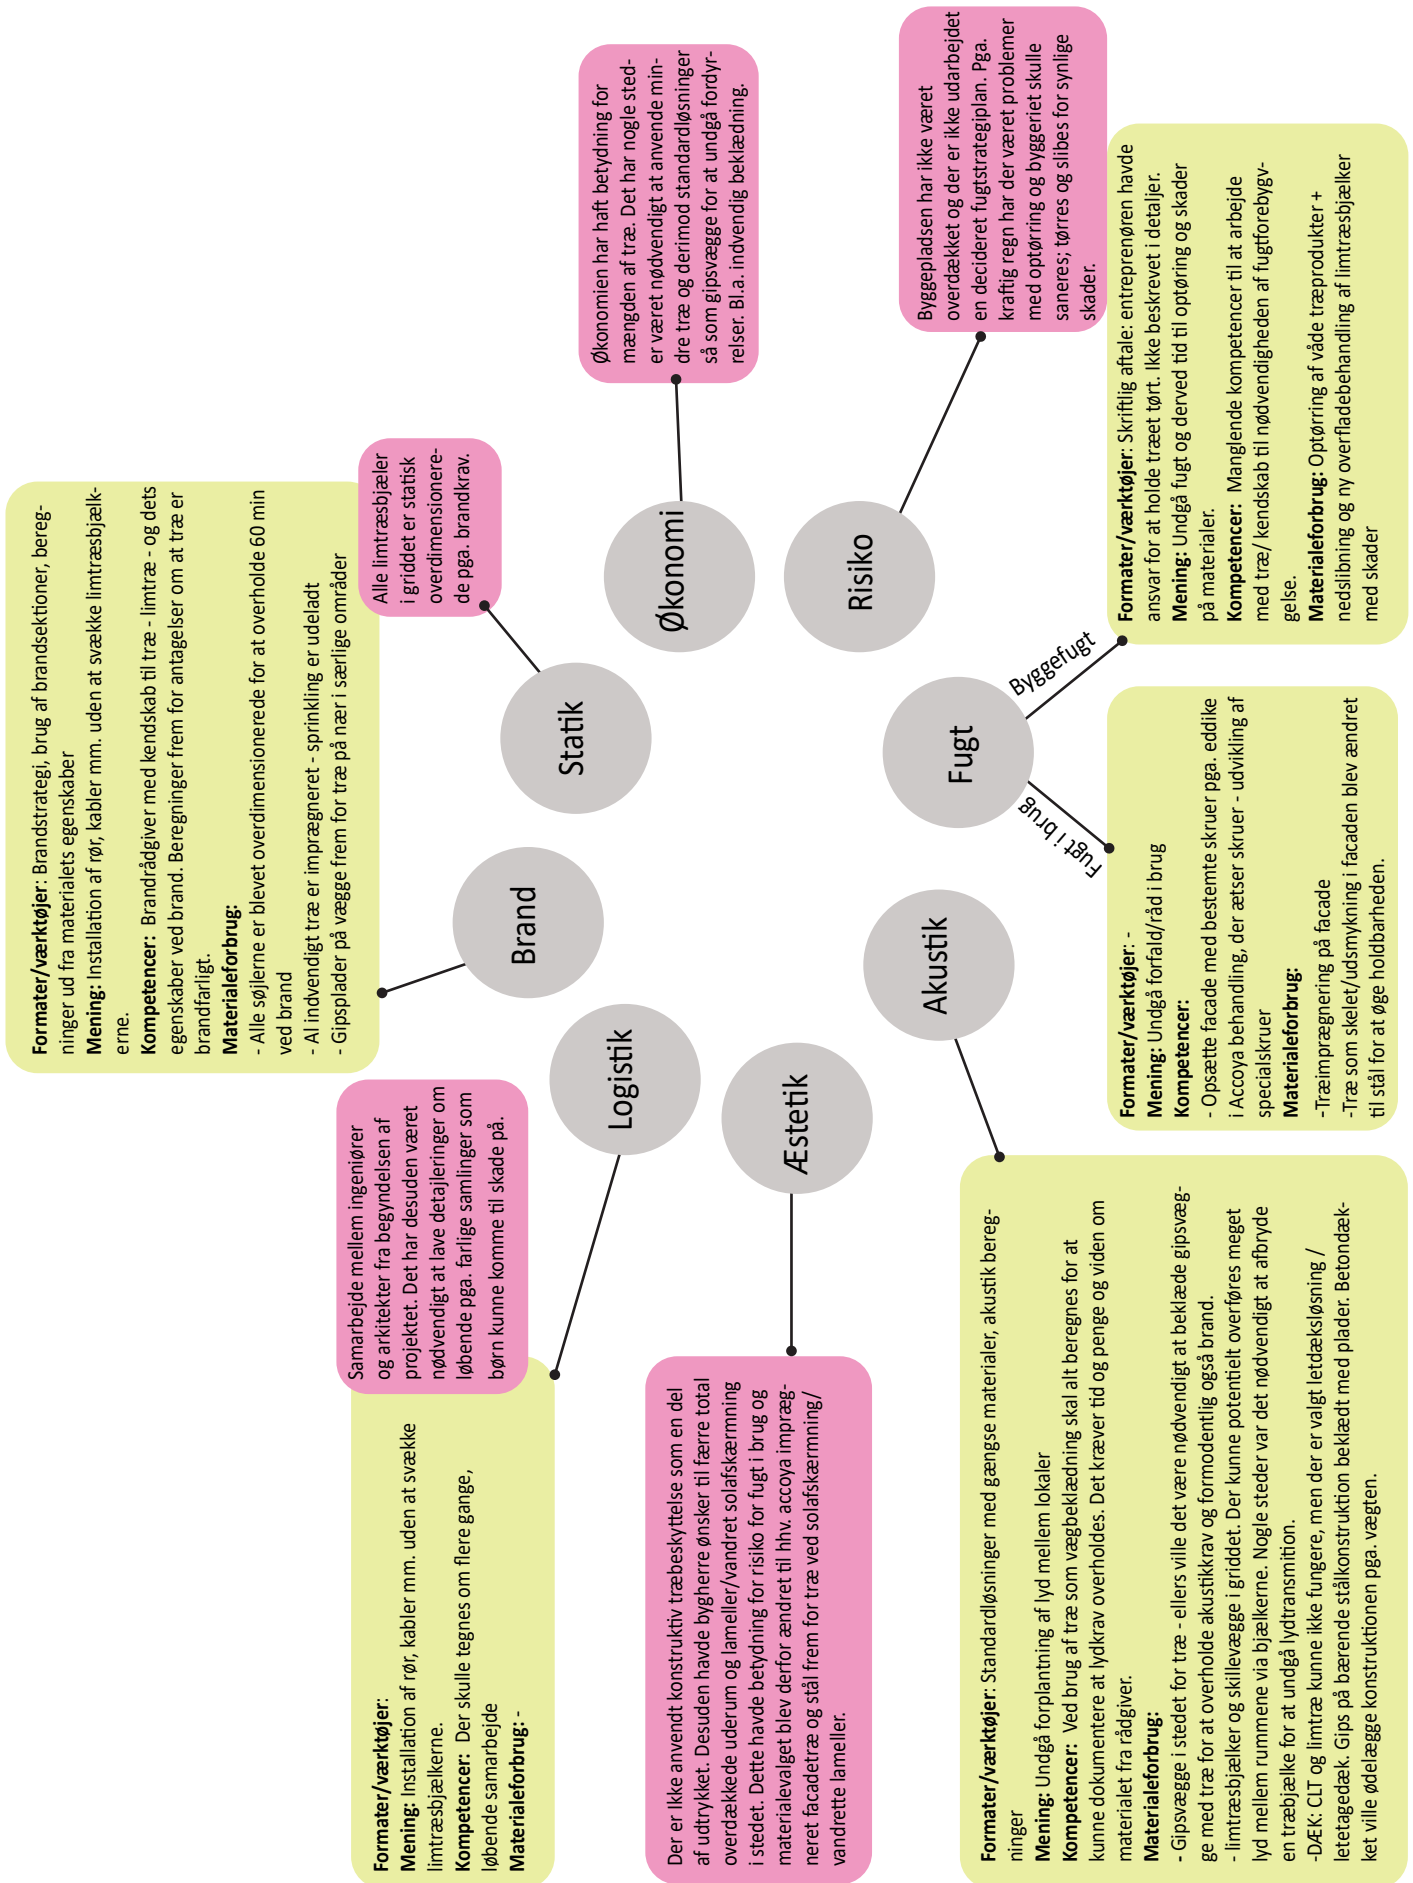 Formater/værktøjer:
Mening: Installation af rør, kabler mm. uden at svække
limtræsbjælkerne.
Kompetencer: Der skulle tegnes om flere gange,
løbende samarbejde
Materialeforbrug: -
Samarbejde mellem ingeniører
og arkitekter fra begyndelsen af
projektet. Det har desuden været
nødvendigt at lave detaljeringer om
løbende pga. farlige samlinger som
børn kunne komme til skade på.
Logistik
Formater/værktøjer: Brandstrategi, brug af brandsektioner, bereg-
ninger ud fra materialets egenskaber
Mening: Installation af rør, kabler mm. uden at svække limtræsbjælk-
erne.
Kompetencer: Brandrådgiver med kendskab til træ - limtræ - og dets
egenskaber ved brand. Beregninger frem for antagelser om at træ er
brandfarligt.
Materialeforbrug:
- Alle søjlerne er blevet overdimensionerede for at overholde 60 min
ved brand
- Al indvendigt træ er imprægneret - sprinkling er udeladt
- Gipsplader på vægge frem for træ på nær i særlige områder
Brand
Alle limtræsbjæler
i griddet er statisk
overdimensionere-
de pga. brandkrav.
Statik
Økonomien har haft betydning for
mængden af træ. Det har nogle sted-
er været nødvendigt at anvende min-
dre træ og derimod standardløsninger
så som gipsvægge for at undgå fordyr-
relser. Bl.a. indvendig beklædning.
Økonomi
Der er Ikke anvendt konstruktiv træbeskyttelse som en del
af udtrykket. Desuden havde bygherre ønsker til færre total
overdækkede uderum og lameller/vandret solafskærmning
i stedet. Dette havde betydning for risiko for fugt i brug og
materialevalget blev derfor ændret til hhv. accoya impræg-
neret facadetræ og stål frem for træ ved solafskærmning/
vandrette lameller.
Æstetik
Risiko
Byggepladsen har ikke været
overdækket og der er ikke udarbejdet
en decideret fugtstrategiplan. Pga.
kraftig regn har der været problemer
med optørring og byggeriet skulle
saneres; tørres og slibes for synlige
skader.
Akustik
Formater/værktøjer: Standardløsninger med gængse materialer, akustik bereg-
ninger
Mening: Undgå forplantning af lyd mellem lokaler
Kompetencer: Ved brug af træ som vægbeklædning skal alt beregnes for at
kunne dokumentere at lydkrav overholdes. Det kræver tid og penge og viden om
materialet fra rådgiver.
Materialeforbrug:
- Gipsvægge i stedet for træ - ellers ville det være nødvendigt at beklæde gipsvæg-
ge med træ for at overholde akustikkrav og formodentlig også brand.
- limtræsbjælker og skillevægge i griddet. Der kunne potentielt overføres meget
lyd mellem rummene via bjælkerne. Nogle steder var det nødvendigt at afbryde
en træbjælke for at undgå lydtransmition.
-DÆK: CLT og limtræ kunne ikke fungere, men der er valgt letdæksløsning /
letetagedæk. Gips på bærende stålkonstruktion beklædt med plader. Betondæk-
ket ville ødelægge konstruktionen pga. vægten.
Fugt
Fugt i brug
Formater/værktøjer: -
Mening: Undgå forfald/råd i brug
Kompetencer:
- Opsætte facade med bestemte skruer pga. eddike
i Accoya behandling, der ætser skruer - udvikling af
specialskruer
Materialeforbrug:
-Træimprægnering på facade
-Træ som skelet/udsmykning i facaden blev ændret
til stål for at øge holdbarheden.
Byggefugt
Formater/værktøjer: Skriftlig aftale: entreprenøren havde
ansvar for at holde træet tørt. Ikke beskrevet i detaljer.
Mening: Undgå fugt og derved tid til optøring og skader
på materialer.
Kompetencer: Manglende kompetencer til at arbejde
med træ/ kendskab til nødvendigheden af fugtforebygv-
gelse.
Materialeforbrug: Optørring af våde træprodukter +
nedslibning og ny overfladebehandling af limtræsbjælker
med skader